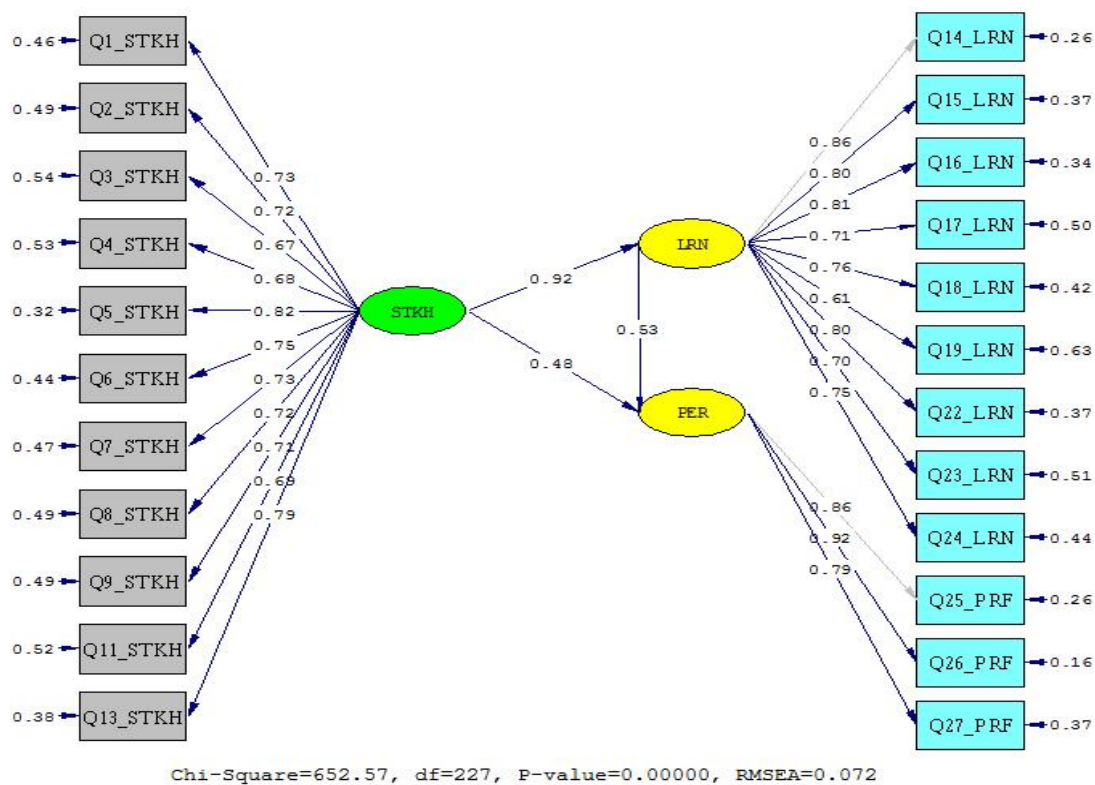 0.46 Q1_STKH
0.49 Q2_STKH
0.54 Q3_STKH
0.53 Q4_STKH
0.32 Q5_STKH
0.44 Q6_STKH
0.47 Q7_STKH
0.49 Q8_STKH
0.49 Q9_STKH
0.52 Q11_STKH
0.38 Q13_STKH
0.73
0.72
0.67
0.68
0.82
0.75
0.73
0.72
0.71
0.69
0.79
STKH
0.92
0.48
LRN
0.53
PER
0.86
0.80
0.81
0.71
0.76
0.61
0.80
0.70
0.75
0.86
0.92
0.79
Q14_LRN 0.26
Q15_LRN 0.37
Q16_LRN 0.34
Q17_LRN 0.50
Q18_LRN 0.42
Q19_LRN 0.63
Q22_LRN 0.37
Q23_LRN 0.51
Q24_LRN 0.44
Q25_PRF 0.26
Q26_PRF 0.16
Q27_PRF 0.37
Chi-Square=652.57, df=227, P-value=0.00000, RMSEA=0.072